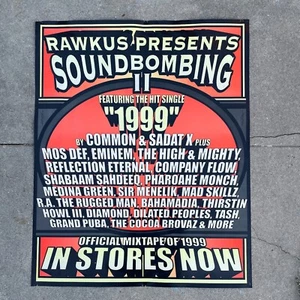 RAWKUS PRESENTS
SOUNDBOMBING
II
FEATURING THE HIT SINGLE
"1999"
BY COMMON & SADAT X PLUS
MOS DEF, EMINEM, THE HIGH & MIGHTY,
REFLECTION ETERNAL, COMPANY FLOW,
SHABAAM SAHDEEQ, PHAROAHE MONCH,
MEDINA GREEN, SIR MENELIK, MAD SKILLZ,
R.A. THE RUGGED MAN, BAHAMADIA, THIRSTIN
HOWL III, DIAMOND, DILATED PEOPLES, TASH,
GRAND PUBA, THE COCOA BROVAZ & MORE
OFFICIAL MIXTAPE OF 1999
IN STORES NOW